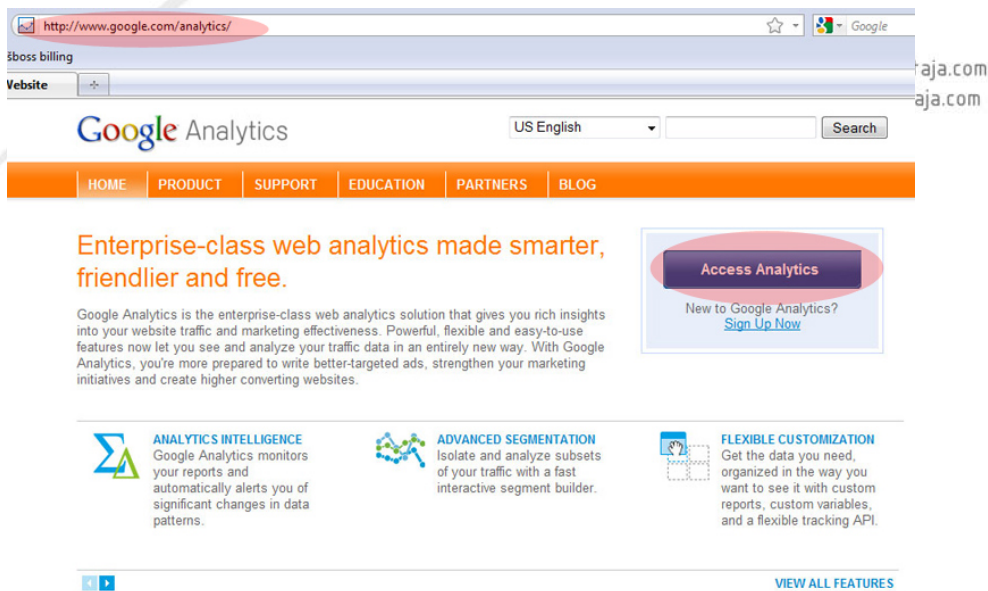 http://www.google.com/analytics/
Google
šboss billing
Website
aja.com
aja.com
Google Analytics
US English
Search
HOME PRODUCT SUPPORT EDUCATION PARTNERS BLOG
Enterprise-class web analytics made smarter,
friendlier and free.
Google Analytics is the enterprise-class web analytics solution that gives you rich insights
into your website traffic and marketing effectiveness. Powerful, flexible and easy-to-use
features now let you see and analyze your traffic data in an entirely new way. With Google
Analytics, you're more prepared to write better-targeted ads, strengthen your marketing
initiatives and create higher converting websites.
Access Analytics
New to Google Analytics?
Sign Up Now
ANALYTICS INTELLIGENCE
Google Analytics monitors
your reports and
automatically alerts you of
significant changes in data
patterns.
ADVANCED SEGMENTATION
Isolate and analyze subsets
of your traffic with a fast
interactive segment builder.
FLEXIBLE CUSTOMIZATION
Get the data you need,
organized in the way you
want to see it with custom
reports, custom variables,
and a flexible tracking API.
VIEW ALL FEATURES